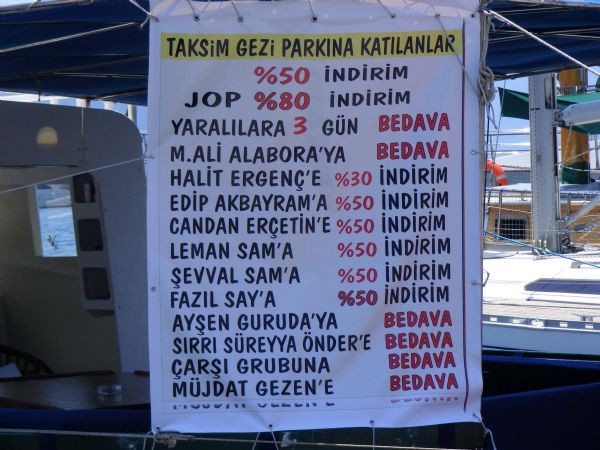 TAKSiM GEZi PARKINA KATILANLAR
%50 İNDİRİM
JOP %80 İNDİRİM
YARALILARA 3 GÜN BEDAVA
M.ALİ ALABORA'YA BEDAVA
HALİT ERGENÇ'E %30 İNDİRİM
EDİP AKBAYRAM'A %50 İNDİRİM
CANDAN ERÇETİN'E %50 İNDİRİM
LEMAN SAM'A %50 İNDİRİM
ŞEVVAL SAM'A %50 İNDİRİM
FAZIL SAY'A %50 İNDİRİM
AYŞEN GURUDA'YA BEDAVA
SIRRI SÜREYYA ÖNDER'E BEDAVA
ÇARŞI GRUBUNA BEDAVA
MÜJDAT GEZEN'E BEDAVA